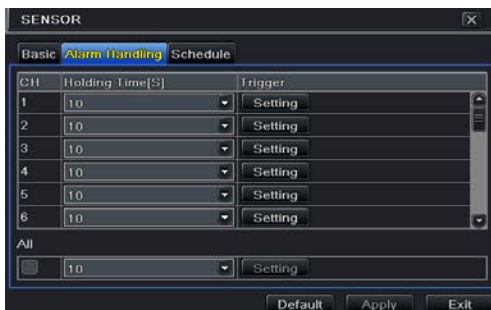 SENSOR
Basic Alarm Handling Schedule
CH Holding Time[S] Trigger
1 10 Setting
2 10 Setting
3 10 Setting
4 10 Setting
5 10 Setting
6 10 Setting
All
10 Setting
Default Apply Exit